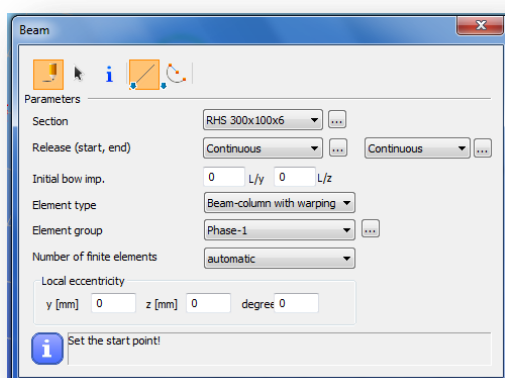 Beam
Parameters
Section RHS 300x100x6 ...
Release (start, end) Continuous ... Continuous ...
Initial bow imp. 0 L/y 0 L/z
Element type Beam-column with warping
Element group Phase-1 ...
Number of finite elements automatic
Local eccentricity
y [mm] 0 z [mm] 0 degree 0
Set the start point!